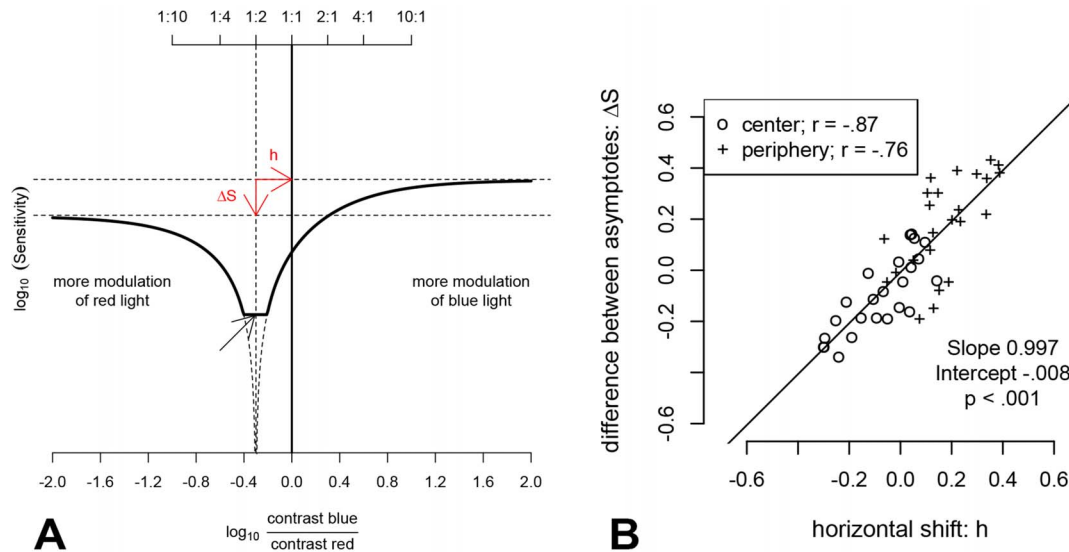 1:10 1:4 1:2 1:1 2:1 4:1 10:1
h
ΔS
log10 (Sensitivity)
more modulation
of red light
more modulation
of blue light
-2.0 -1.6 -1.2 -0.8 -0.4 0.0 0.4 0.8 1.2 1.6 2.0
log10 contrast blue
contrast red
A
difference between asymptotes: ΔS
0.6
0.4
0.2
0.0
-0.2
-0.6
o center; r = -.87
+ periphery; r = -.76
Slope 0.997
Intercept -.008
p < .001
-0.6 -0.2 0.0 0.2 0.4 0.6
horizontal shift: h
B